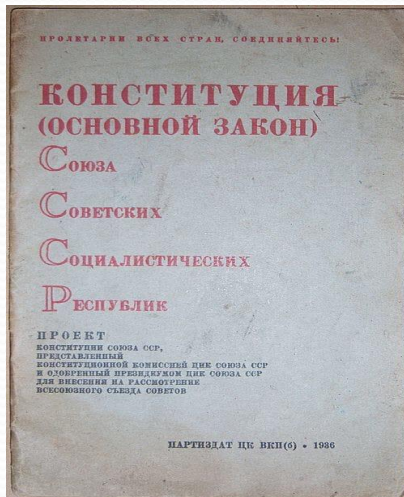 ПРОЛЕТАРИИ ВСЕХ СТРАН, СОЕДИНЯЙТЕСЬ!
КОНСТИТУЦИЯ
(ОСНОВНОЙ ЗАКОН)
СОЮЗА
СОВЕТСКИХ
СОЦИАЛИСТИЧЕСКИХ
РЕСПУБЛИК
ПРОЕКТ
КОНСТИТУЦИИ СОЮЗА ССР,
ПРЕДСТАВЛЕННЫЙ
КОНСТИТУЦИОННОЙ КОМИССИЕЙ ЦИК СОЮЗА ССР
И ОДОБРЕННЫЙ ПРЕЗИДИУМОМ ЦИК СОЮЗА ССР
ДЛЯ ВНЕСЕНИЯ НА РАССМОТРЕНИЕ
ВСЕСОЮЗНОГО СЪЕЗДА СОВЕТОВ
ПАРТИЗДАТ ЦК ВКП(б) • 1936